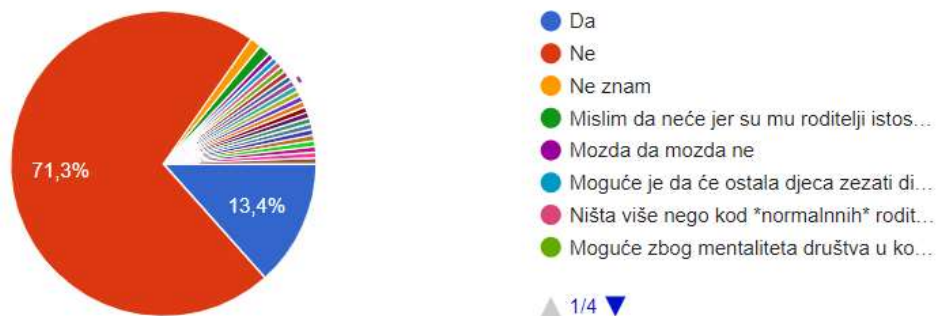 71,3%
13,4%
Da
Ne
Ne znam
Mislim da neće jer su mu roditelji istos...
Mozda da mozda ne
Moguće je da će ostala djeca zezati di...
Ništa više nego kod *normalnnih* rodit...
Moguće zbog mentaliteta društva u ko...
1/4